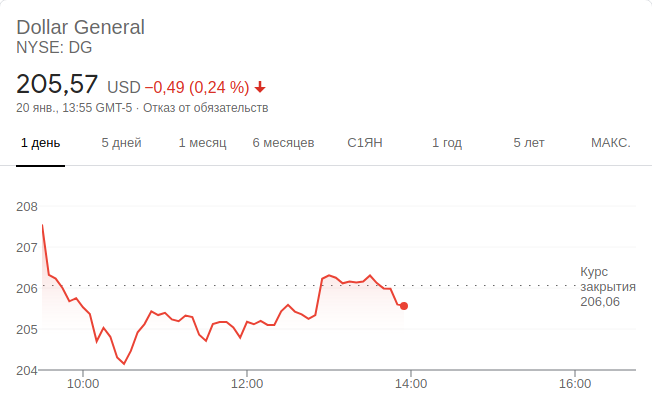 Dollar General
NYSE: DG
205,57 USD −0,49 (0,24 %)
20 янв., 13:55 GMT-5 · Отказ от обязательств
1 день 5 дней 1 месяц 6 месяцев С1ЯН 1 год 5 лет МАКС.
208
207
206
205
204
Курс
закрытия
206,06
10:00 12:00 14:00 16:00